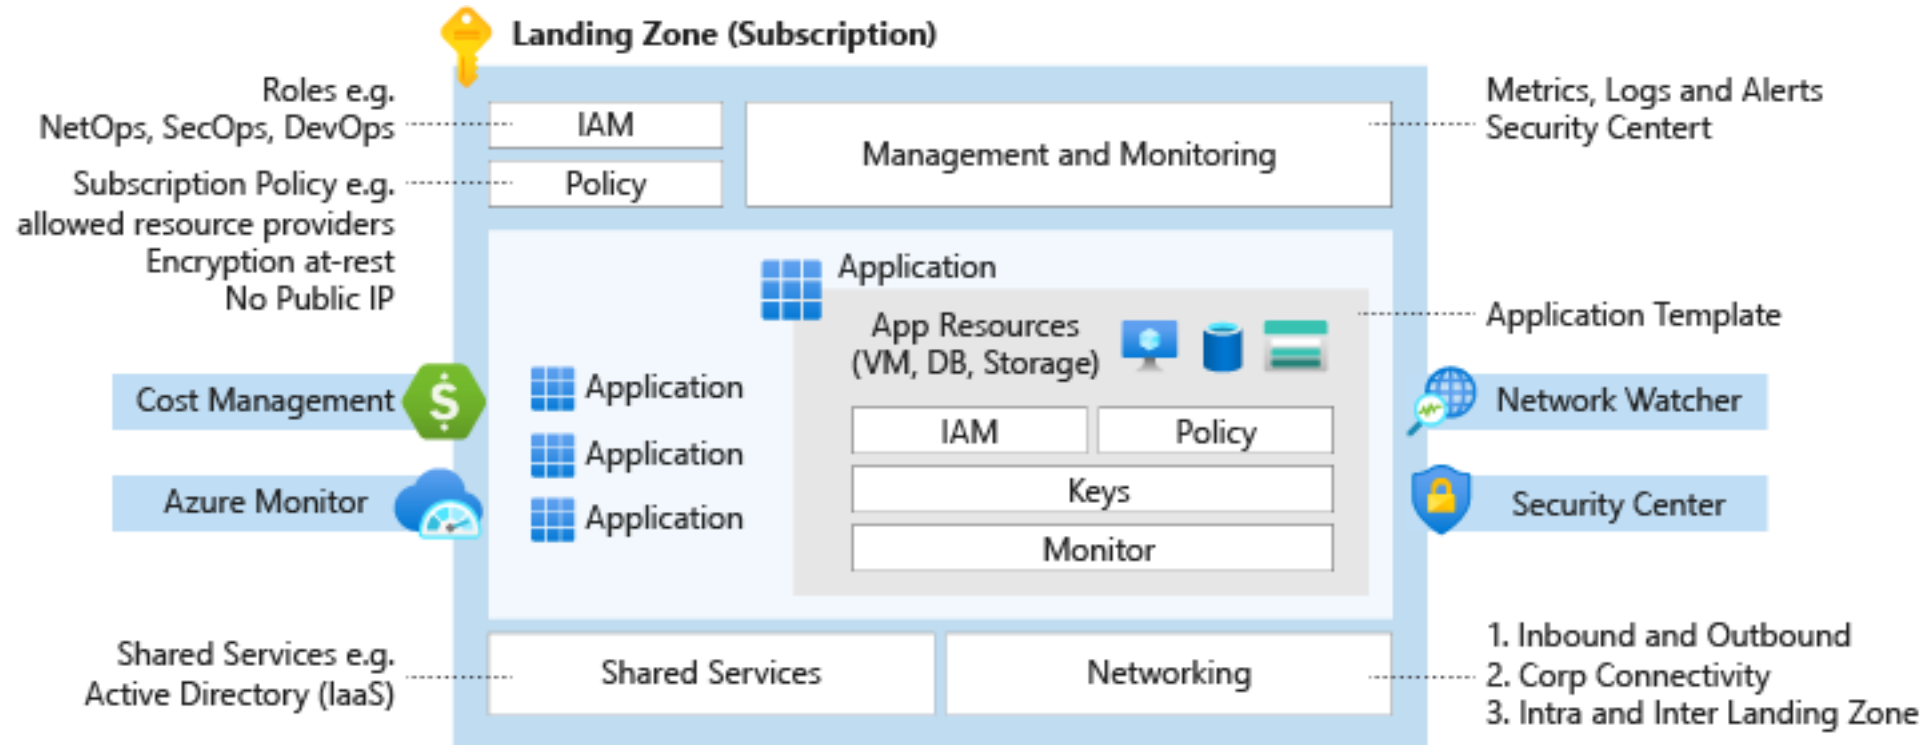 Landing Zone (Subscription)
Roles e.g.
NetOps, SecOps, DevOps
Subscription Policy e.g.
allowed resource providers
Encryption at-rest
No Public IP
IAM
Policy
Management and Monitoring
Metrics, Logs and Alerts
Security Centert
Application
App Resources
(VM, DB, Storage)
Application Template
Cost Management
Azure Monitor
Application
Application
Application
IAM
Policy
Keys
Monitor
Network Watcher
Security Center
Shared Services e.g.
Active Directory (IaaS)
Shared Services
Networking
1. Inbound and Outbound
2. Corp Connectivity
3. Intra and Inter Landing Zone